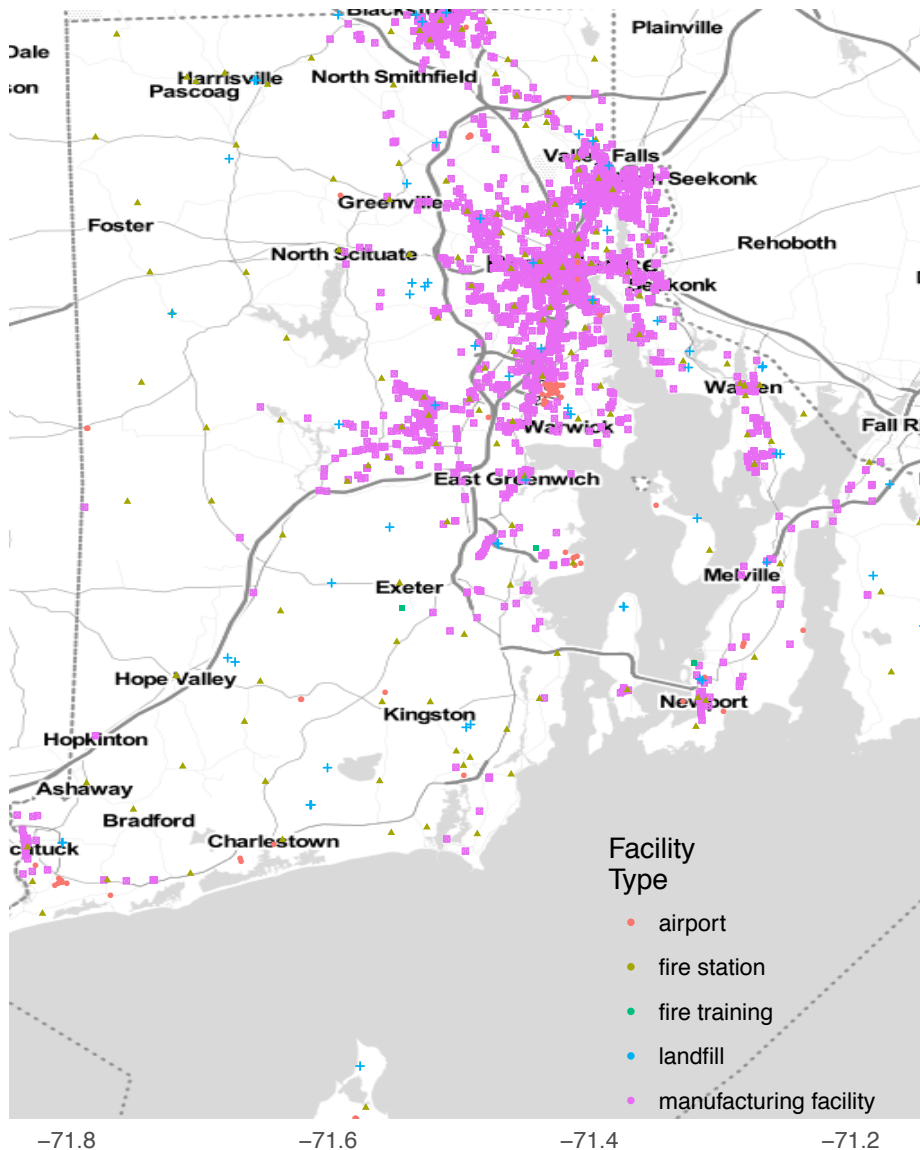 Plainville
Dale
son
Harrisville
North Smithfield
Pascoag
Valley Falls
Seekonk
Greenville
Foster
Rehoboth
North Scituate
Seekonk
Warren
Warwick
Fall R
East Greenwich
Melville
Exeter
Hope Valley
Newport
Kingston
Hopkinton
Ashaway
Bradford
Charlestown
catuck
Facility
Type
airport
fire station
fire training
landfill
manufacturing facility
−71.8 −71.6 −71.4 −71.2